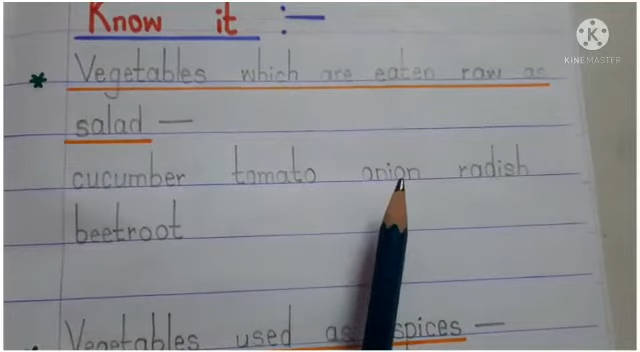 Know it :-
K
KINEMASTER
* Vegetables which are eaten raw as
salad —
cucumber tomato onion radish
beetroot
Vegetables used as spices —